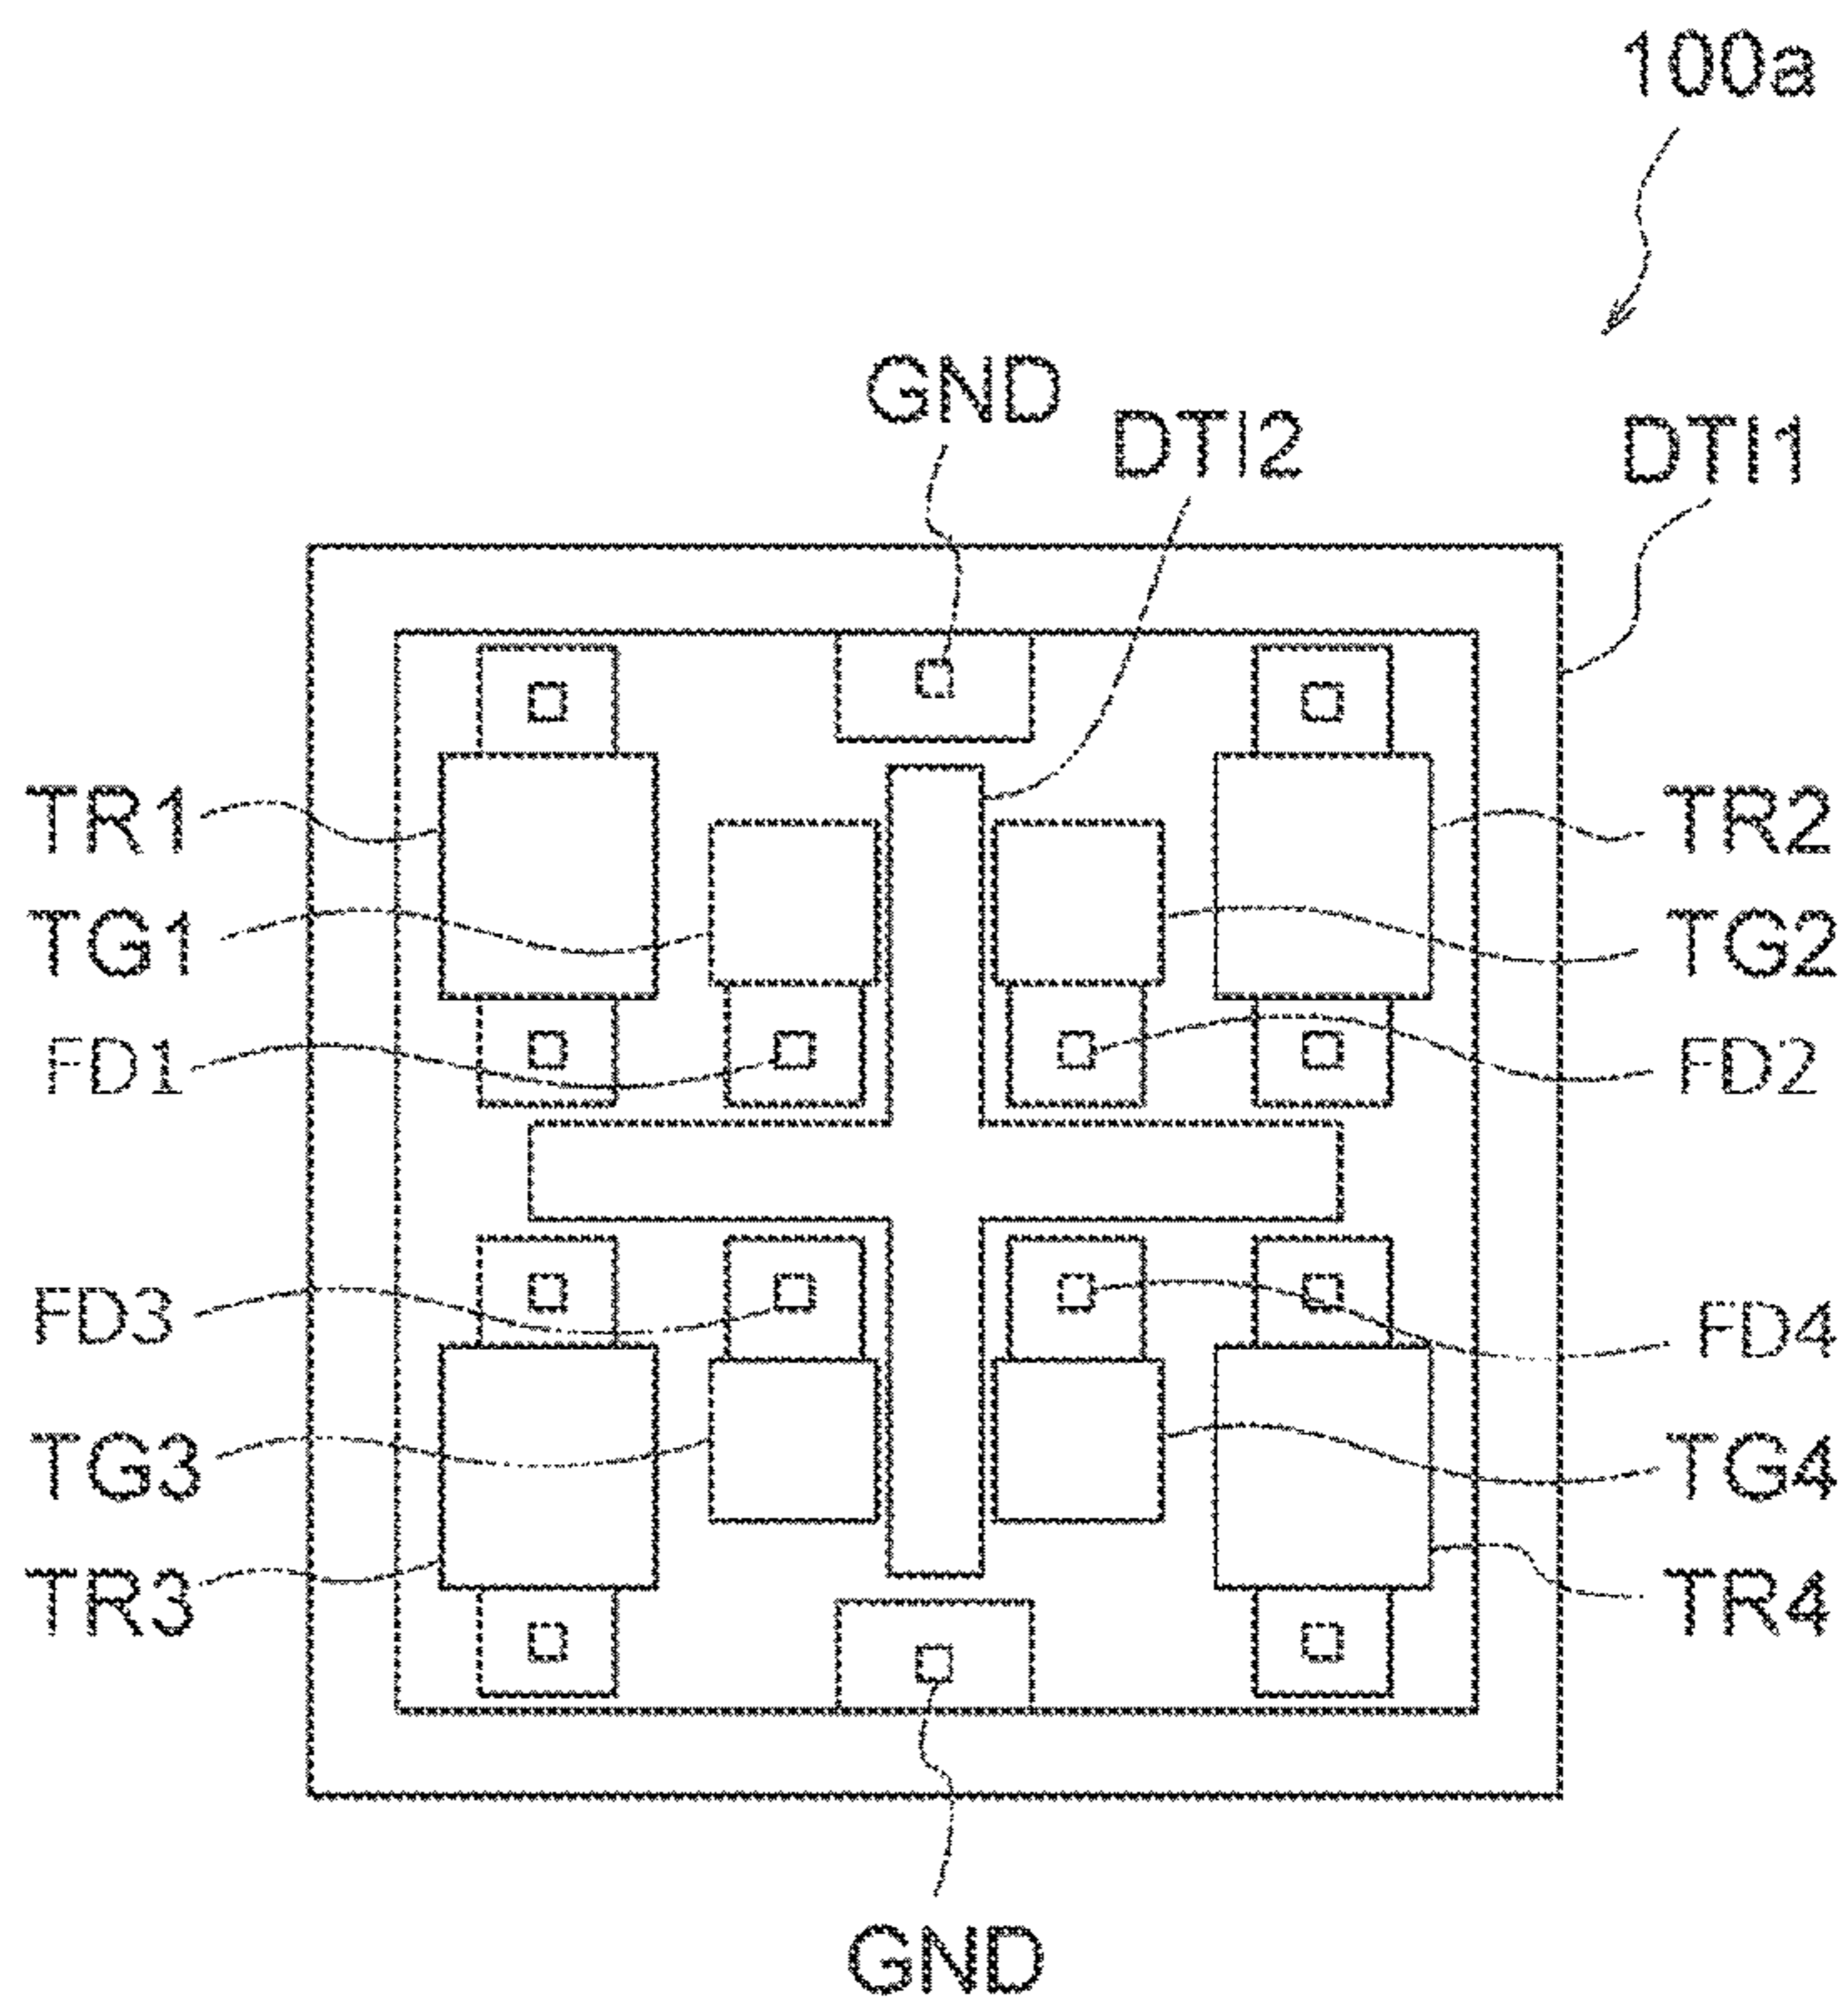 100a
GND
DTI2
DTI1
TR1
TR2
TG1
TG2
FD1
FD2
FD3
FD4
TG3
TG4
TR3
TR4
GND